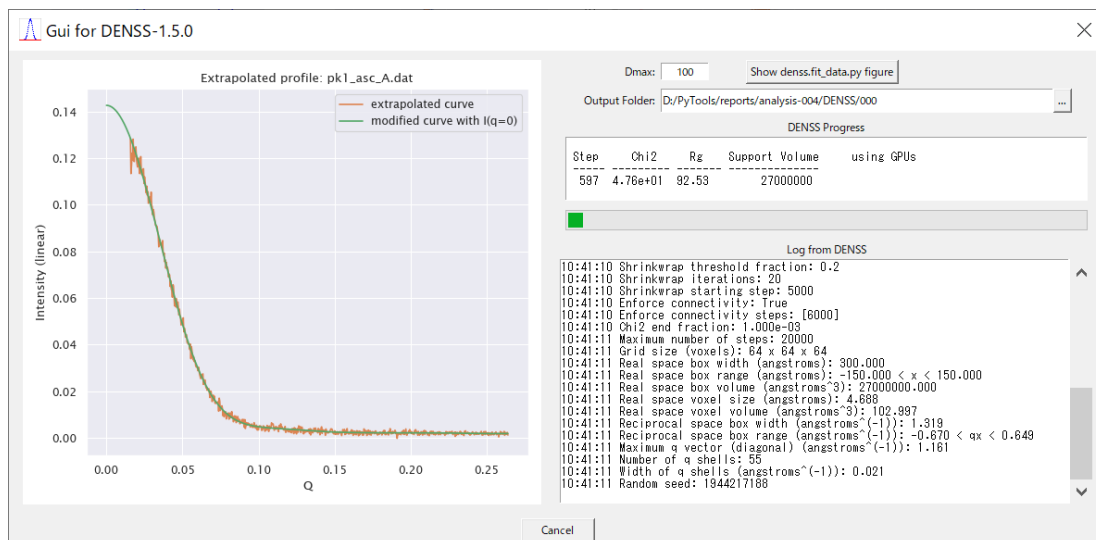 Gui for DENSS-1.5.0
Extrapolated profile: pk1_asc_A.dat
extrapolated curve
modified curve with I(q=0)
0.14
0.12
0.10
0.08
0.06
0.04
0.02
0.00
Intensity (linear)
0.00 0.05 0.10 0.15 0.20 0.25
Q
Dmax: 100 Show denss.fit_data.py figure
Output Folder: D:/PyTools/reports/analysis-004/DENSS/000 ...
DENSS Progress
Step Chi2 Rg Support Volume using GPUs
----- --------- ------- --------------
597 4.76e+01 92.53 27000000
Log from DENSS
10:41:10 Shrinkwrap threshold fraction: 0.2
10:41:10 Shrinkwrap iterations: 20
10:41:10 Shrinkwrap starting step: 5000
10:41:10 Enforce connectivity: True
10:41:10 Enforce connectivity steps: [6000]
10:41:10 Chi2 end fraction: 1.000e-03
10:41:11 Maximum number of steps: 20000
10:41:11 Grid size (voxels): 64 x 64 x 64
10:41:11 Real space box width (angstroms): 300.000
10:41:11 Real space box range (angstroms): -150.000 < x < 150.000
10:41:11 Real space box volume (angstroms^3): 27000000.000
10:41:11 Real space voxel size (angstroms): 4.688
10:41:11 Real space voxel volume (angstroms^3): 102.997
10:41:11 Reciprocal space box width (angstroms^(-1)): 1.319
10:41:11 Reciprocal space box range (angstroms^(-1)): -0.670 < qx < 0.649
10:41:11 Maximum q vector (diagonal) (angstroms^(-1)): 1.161
10:41:11 Number of q shells: 55
10:41:11 Width of q shells (angstroms^(-1)): 0.021
10:41:11 Random seed: 1944217188
Cancel